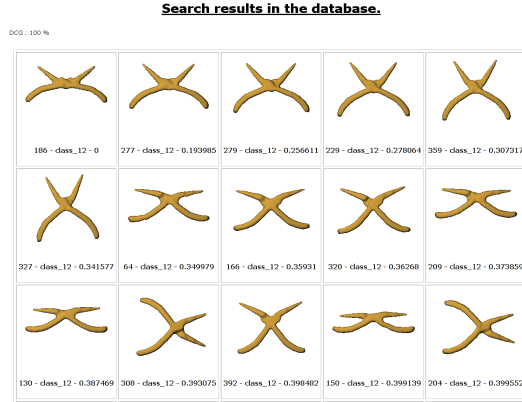 Search results in the database.
DCG : 100 %
186 - class_12 - 0
277 - class_12 - 0.193985
279 - class_12 - 0.256611
229 - class_12 - 0.278064
359 - class_12 - 0.307317
327 - class_12 - 0.341577
64 - class_12 - 0.349979
166 - class_12 - 0.35931
320 - class_12 - 0.36268
209 - class_12 - 0.373859
130 - class_12 - 0.387469
308 - class_12 - 0.393075
392 - class_12 - 0.398482
150 - class_12 - 0.399139
204 - class_12 - 0.399552